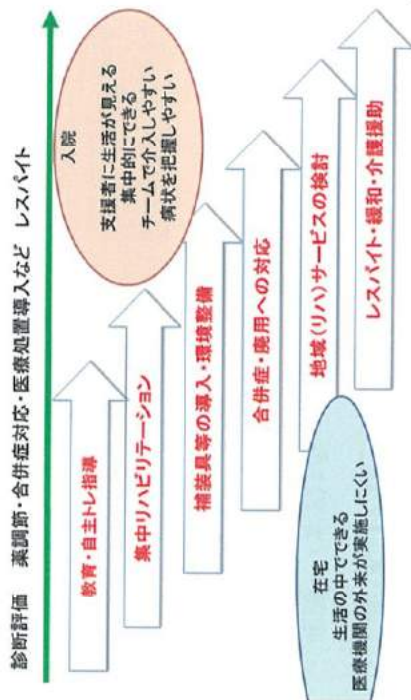 診断評価　薬調節・合併症対応・医療処置導入など　レスパイト
入院
支援者に生活が見える
集中的にできる
チームで介入しやすい
病状を把握しやすい
教育・自主トレ指導
集中リハビリテーション
補装具等の導入・環境整備
合併症・廃用への対応
地域(リハ)サービスの検討
レスパイト・緩和・介護援助
在宅
生活の中でできる
医療機関の外来が実施しにくい